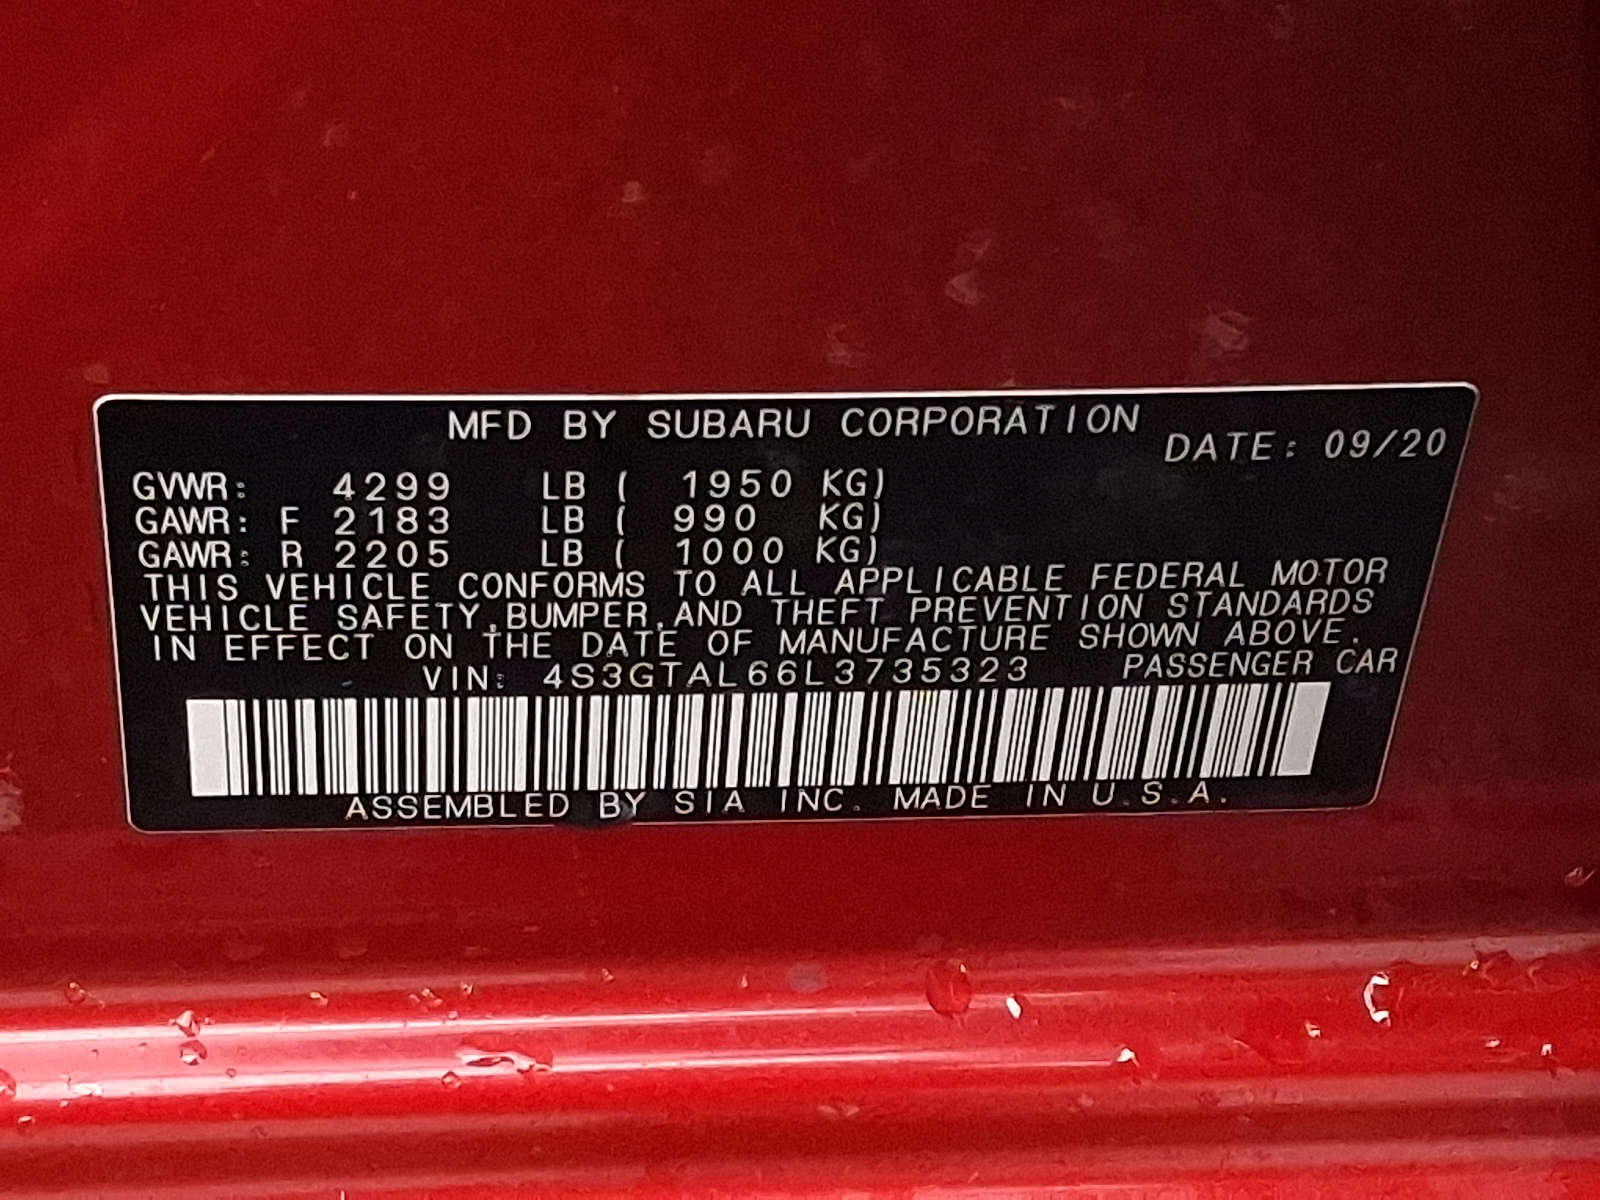 MFD BY SUBARU CORPORATION
DATE: 09/20
GVWR: 4299 LB ( 1950 KG)
GAWR: F 2183 LB ( 990 KG)
GAWR: R 2205 LB ( 1000 KG)
THIS VEHICLE CONFORMS TO ALL APPLICABLE FEDERAL MOTOR
VEHICLE SAFETY,BUMPER,AND THEFT PREVENTION STANDARDS
IN EFFECT ON THE DATE OF MANUFACTURE SHOWN ABOVE.
VIN: 4S3GTAL66L3735323 PASSENGER CAR
ASSEMBLED BY SIA INC. MADE IN U.S.A.